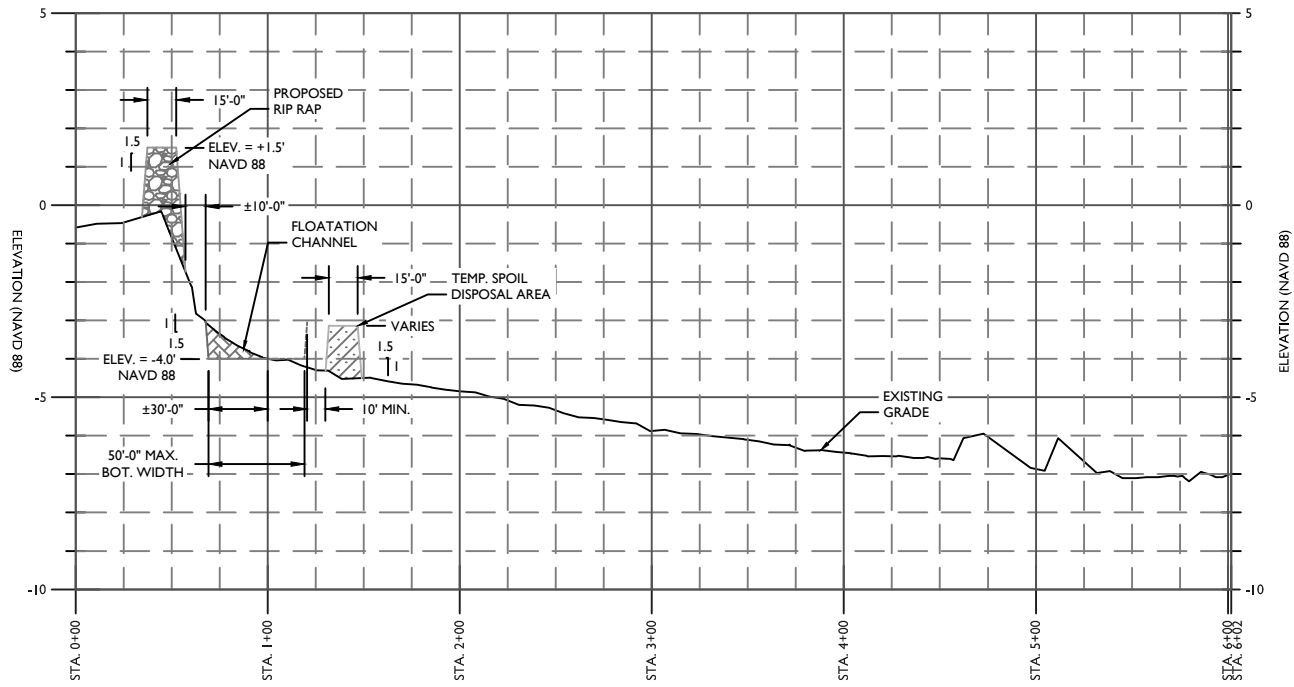 5
5
PROPOSED
RIP RAP
15'-0"
1.5
1
ELEV. = +1.5'
NAVD 88
0
0
±10'-0"
FLOATATION
CHANNEL
ELEVATION (NAVD 88)
ELEVATION (NAVD 88)
15'-0"
TEMP. SPOIL
DISPOSAL AREA
1
1.5
VARIES
1.5
1
ELEV. = -4.0'
NAVD 88
-5
-5
±30'-0"
10' MIN.
EXISTING
GRADE
50'-0" MAX.
BOT. WIDTH
-10
-10
STA. 0+00
STA. 1+00
STA. 2+00
STA. 3+00
STA. 4+00
STA. 5+00
STA. 6+00
STA. 6+02